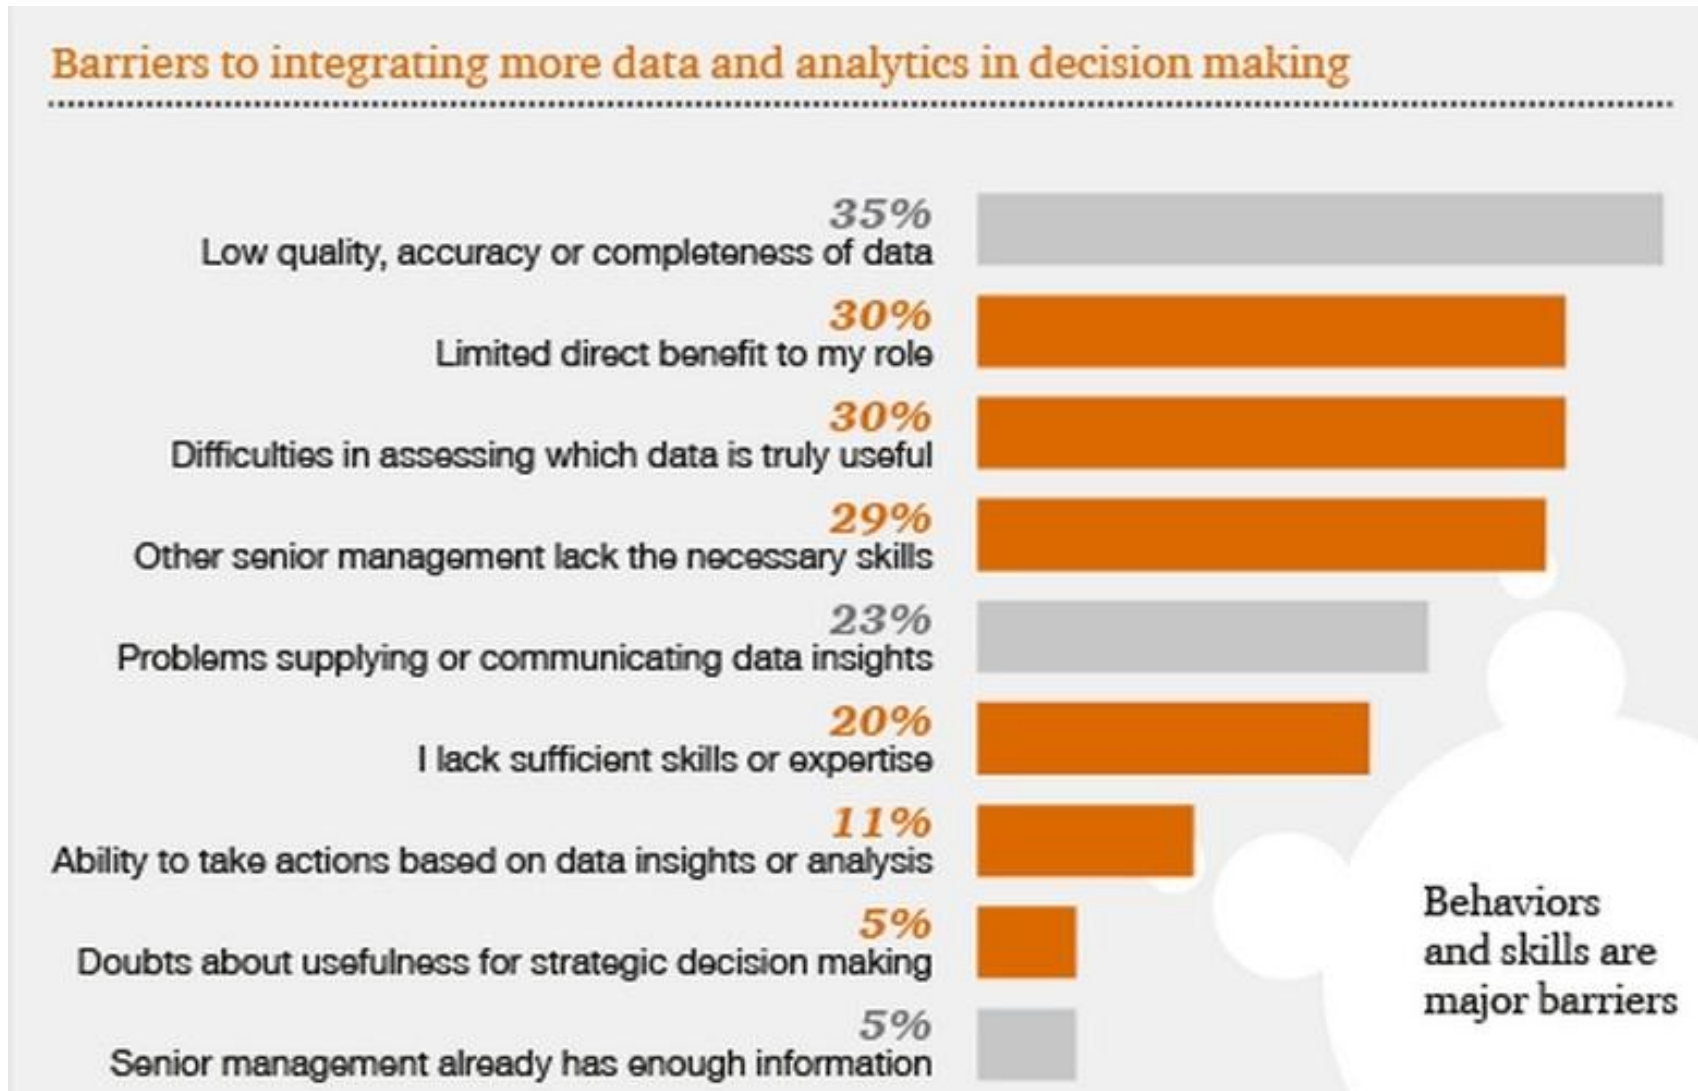 Barriers to integrating more data and analytics in decision making
35%
Low quality, accuracy or completeness of data
30%
Limited direct benefit to my role
30%
Difficulties in assessing which data is truly useful
29%
Other senior management lack the necessary skills
23%
Problems supplying or communicating data insights
20%
I lack sufficient skills or expertise
11%
Ability to take actions based on data insights or analysis
5%
Doubts about usefulness for strategic decision making
5%
Senior management already has enough information
Behaviors
and skills are
major barriers